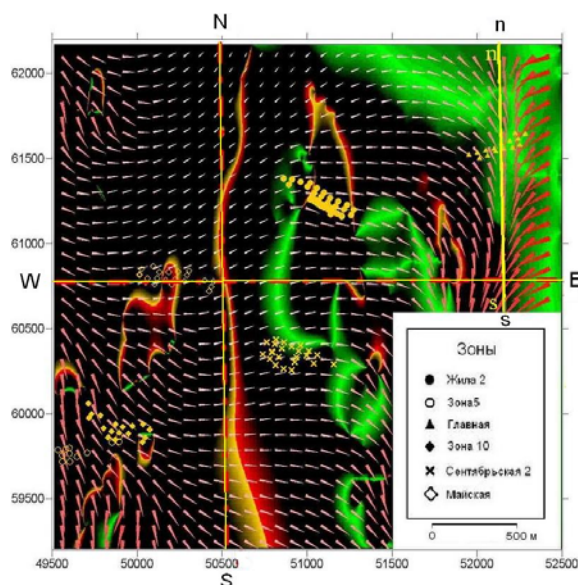 N
n
n
62000
61500
61000
60500
60000
59500
W
E
s
s
S
49500 50000 50500 51000 51500 52000 52500
Зоны
Жила 2
Зона5
Главная
Зона 10
Сентябрьская 2
Майская
0 500 м